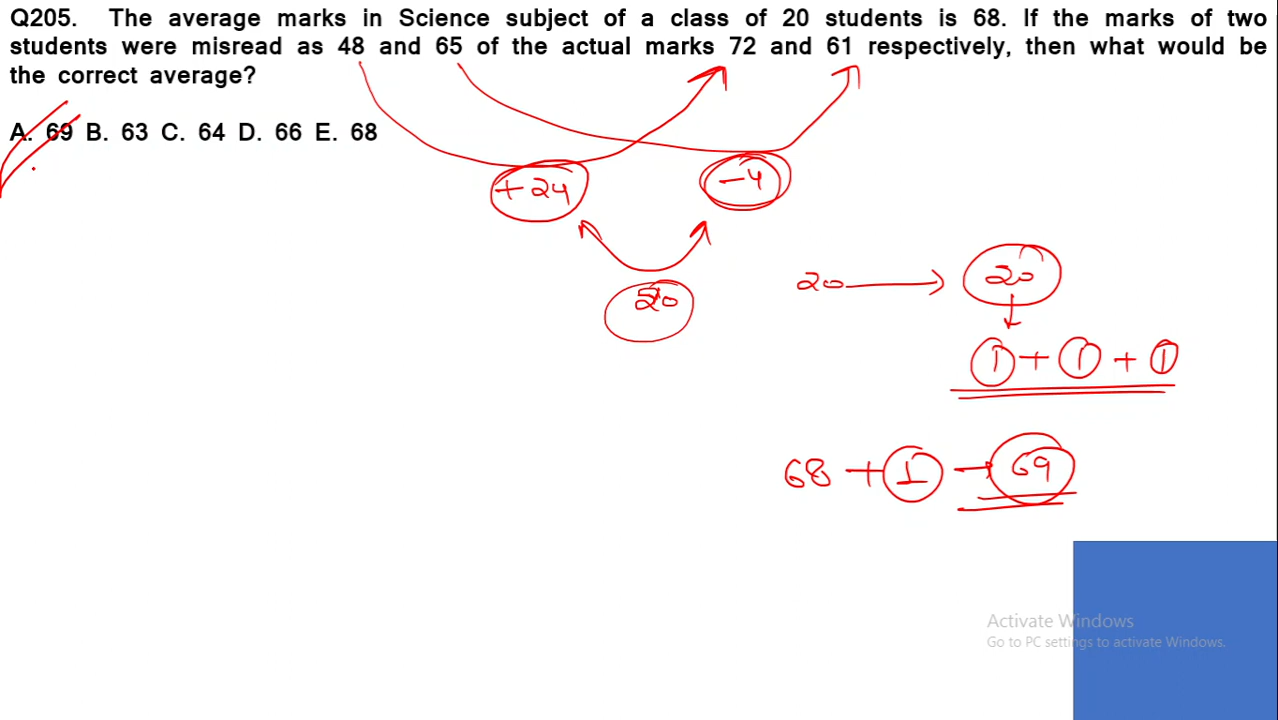 Q205. The average marks in Science subject of a class of 20 students is 68. If the marks of two
students were misread as 48 and 65 of the actual marks 72 and 61 respectively, then what would be
the correct average?
A. 69 B. 63 C. 64 D. 66 E. 68
+24
-4
20
20 → 20
1 + 1 + 1
68 + 1 → 69
Activate Windows
Go to PC settings to activate Windows.